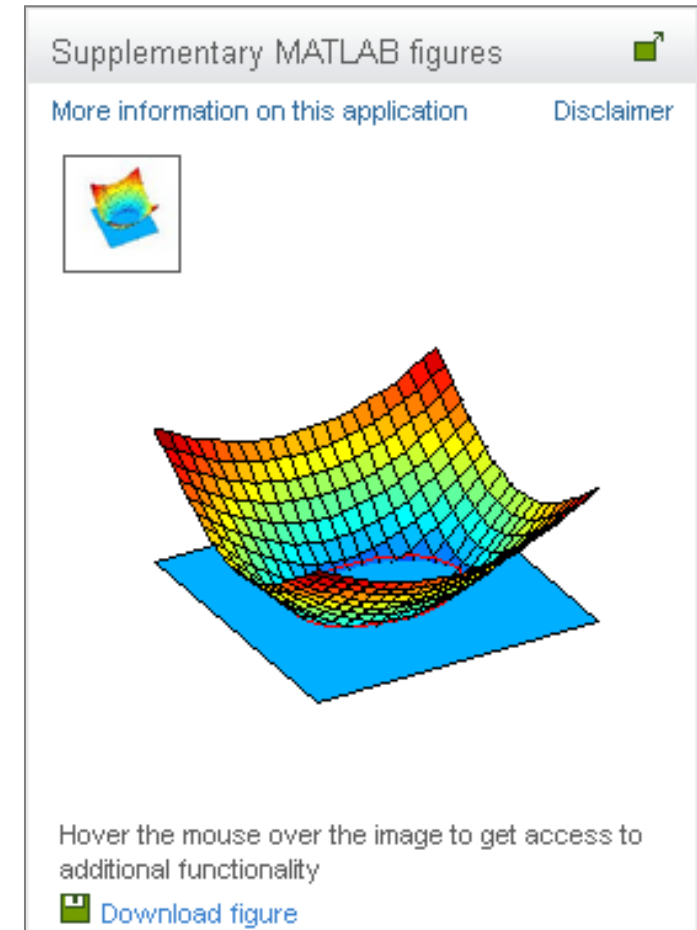 Supplementary MATLAB figures
More information on this application Disclaimer
Hover the mouse over the image to get access to
additional functionality
Download figure